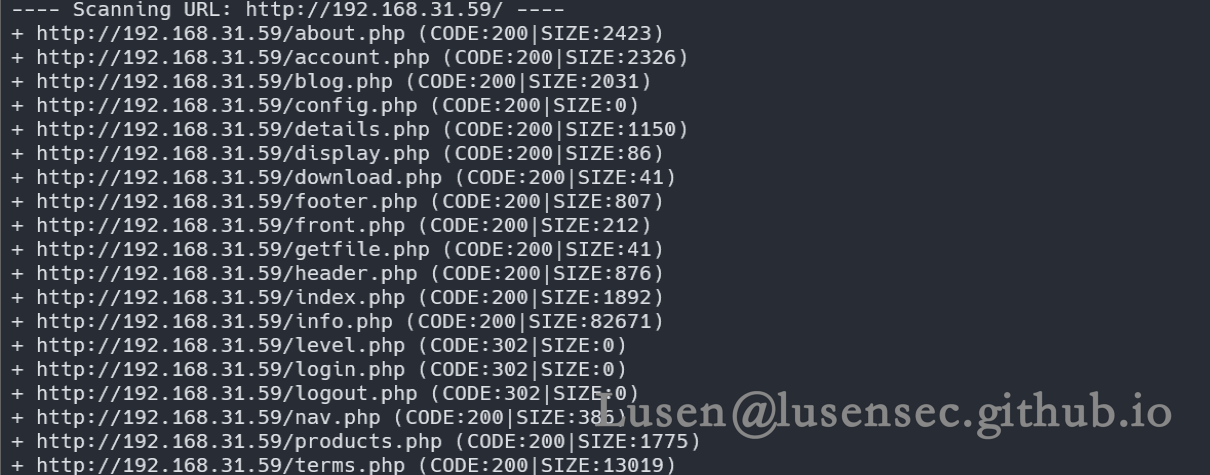 ---- Scanning URL: http://192.168.31.59/ ----
+ http://192.168.31.59/about.php (CODE:200|SIZE:2423)
+ http://192.168.31.59/account.php (CODE:200|SIZE:2326)
+ http://192.168.31.59/blog.php (CODE:200|SIZE:2031)
+ http://192.168.31.59/config.php (CODE:200|SIZE:0)
+ http://192.168.31.59/details.php (CODE:200|SIZE:1150)
+ http://192.168.31.59/display.php (CODE:200|SIZE:86)
+ http://192.168.31.59/download.php (CODE:200|SIZE:41)
+ http://192.168.31.59/footer.php (CODE:200|SIZE:807)
+ http://192.168.31.59/front.php (CODE:200|SIZE:212)
+ http://192.168.31.59/getfile.php (CODE:200|SIZE:41)
+ http://192.168.31.59/header.php (CODE:200|SIZE:876)
+ http://192.168.31.59/index.php (CODE:200|SIZE:1892)
+ http://192.168.31.59/info.php (CODE:200|SIZE:82671)
+ http://192.168.31.59/level.php (CODE:302|SIZE:0)
+ http://192.168.31.59/login.php (CODE:302|SIZE:0)
+ http://192.168.31.59/logout.php (CODE:302|SIZE:0)
+ http://192.168.31.59/nav.php
Lusen@lusensec.github.io
+ http://192.168.31.59/products.php (CODE:200|SIZE:1775)
+ http://192.168.31.59/terms.php (CODE:200|SIZE:13019)